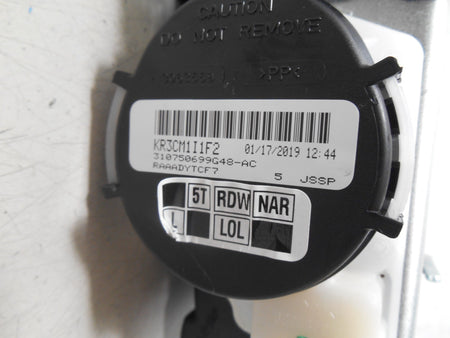 CAUTION
DO NOT REMOVE
>PP<
KR3CM1I1F2 01/17/2019 12:44
310750699G48-AC
RAAADYTCF7 5 JSSP
5T RDW NAR
L LOL